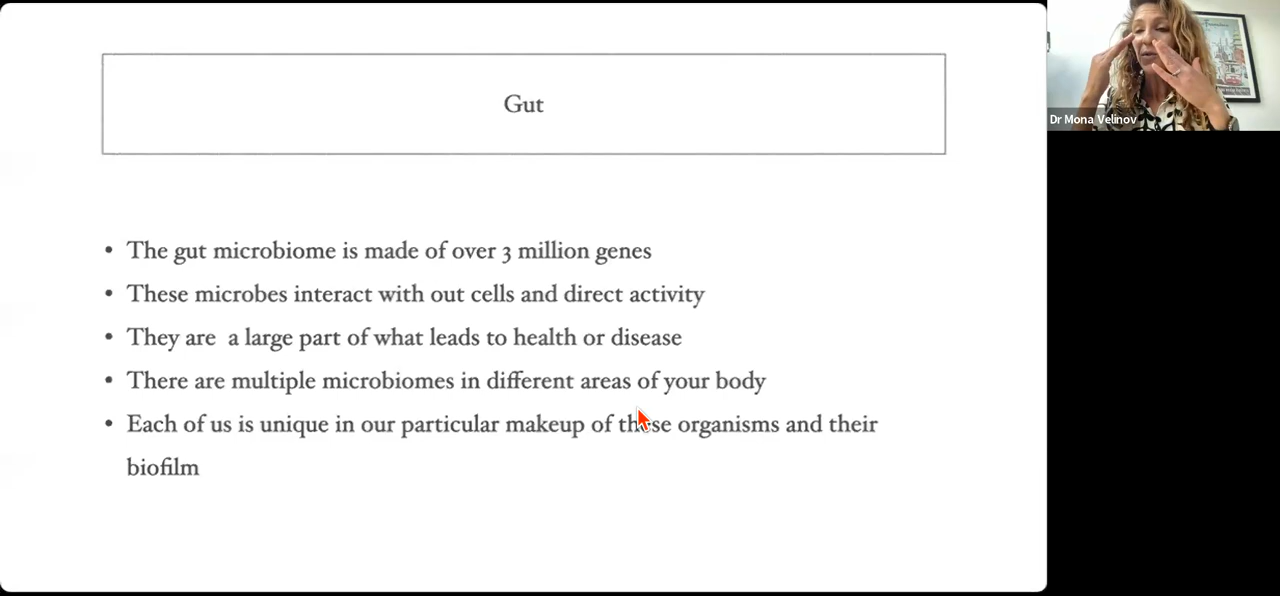 Gut
• The gut microbiome is made of over 3 million genes
• These microbes interact with out cells and direct activity
• They are  a large part of what leads to health or disease
• There are multiple microbiomes in different areas of your body
• Each of us is unique in our particular makeup of these organisms and their
biofilm
Dr Mona Velinov